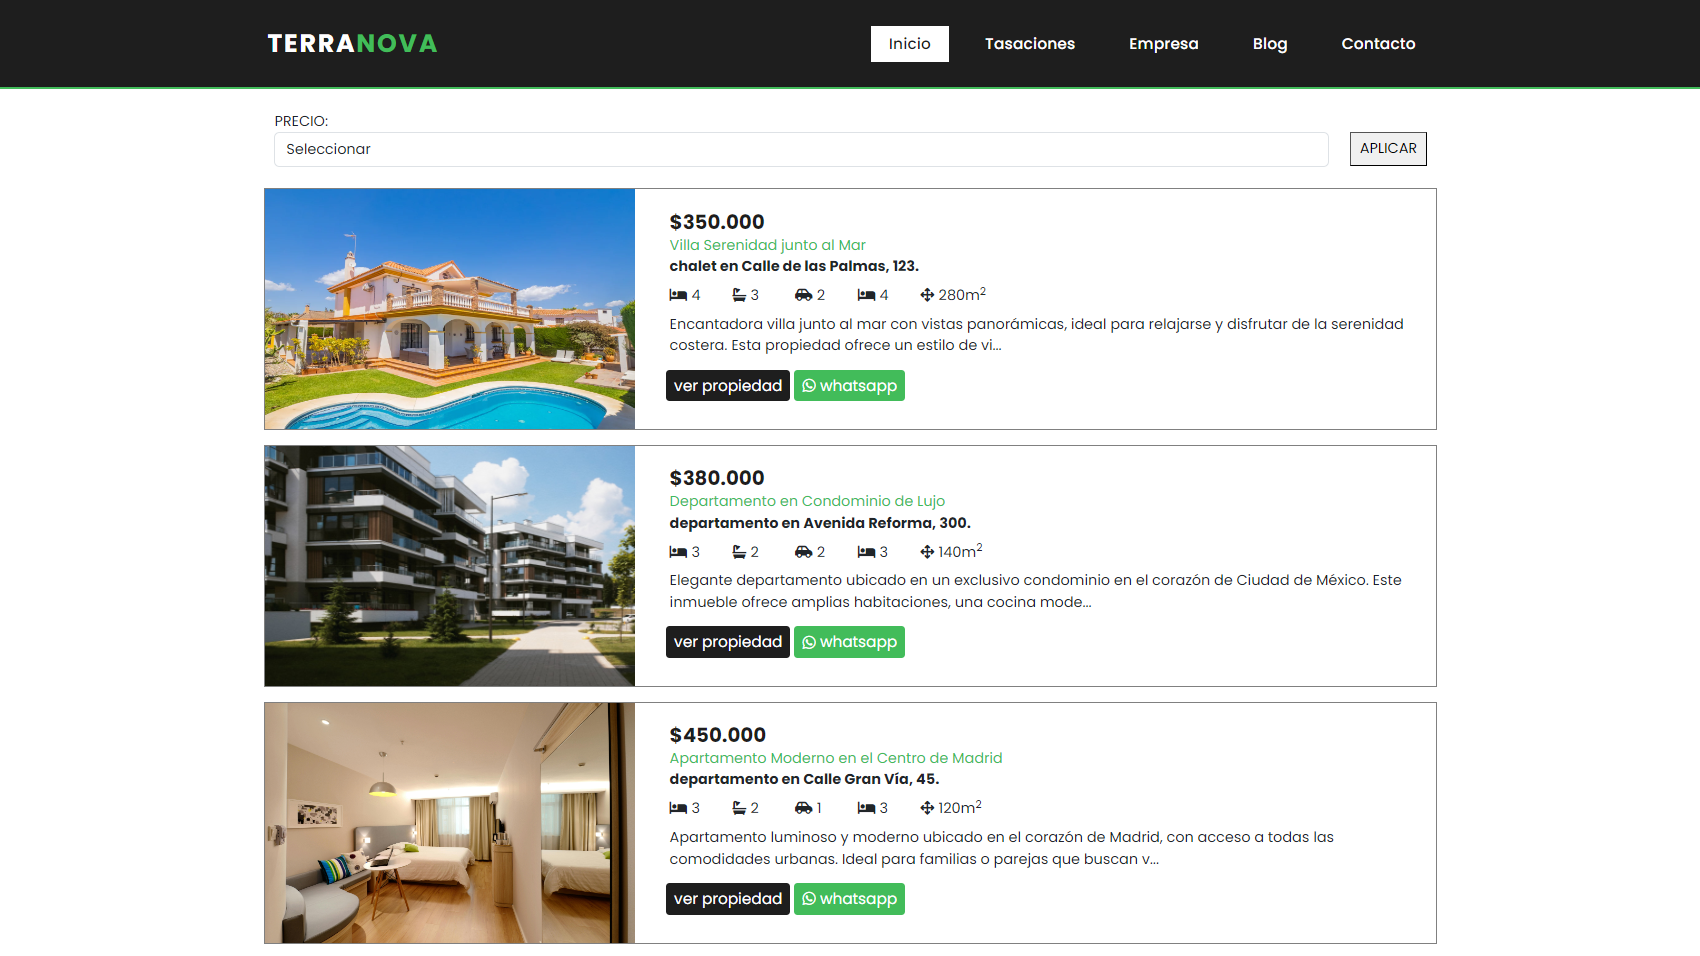 TERRANOVA
Inicio Tasaciones Empresa Blog Contacto
PRECIO:
Seleccionar
APLICAR
$350.000
Villa Serenidad junto al Mar
chalet en Calle de las Palmas, 123.
4 3 2 4 280m²
Encantadora villa junto al mar con vistas panorámicas, ideal para relajarse y disfrutar de la serenidad
costera. Esta propiedad ofrece un estilo de vi...
ver propiedad whatsapp
$380.000
Departamento en Condominio de Lujo
departamento en Avenida Reforma, 300.
3 2 2 3 140m²
Elegante departamento ubicado en un exclusivo condominio en el corazón de Ciudad de México. Este
inmueble ofrece amplias habitaciones, una cocina mode...
ver propiedad whatsapp
$450.000
Apartamento Moderno en el Centro de Madrid
departamento en Calle Gran Vía, 45.
3 2 1 3 120m²
Apartamento luminoso y moderno ubicado en el corazón de Madrid, con acceso a todas las
comodidades urbanas. Ideal para familias o parejas que buscan v...
ver propiedad whatsapp